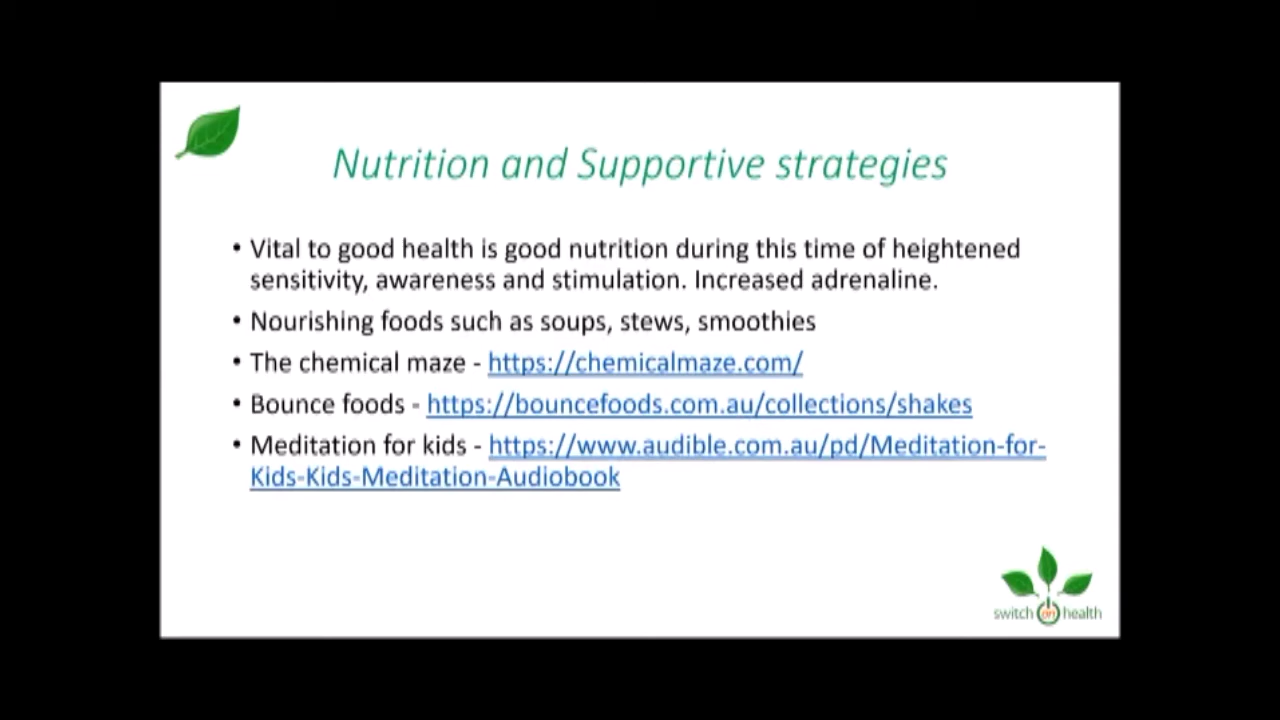 Nutrition and Supportive strategies
• Vital to good health is good nutrition during this time of heightened
sensitivity, awareness and stimulation. Increased adrenaline.
• Nourishing foods such as soups, stews, smoothies
• The chemical maze - https://chemicalmaze.com/
• Bounce foods - https://bouncefoods.com.au/collections/shakes
• Meditation for kids - https://www.audible.com.au/pd/Meditation-for-
Kids-Kids-Meditation-Audiobook
switch on health